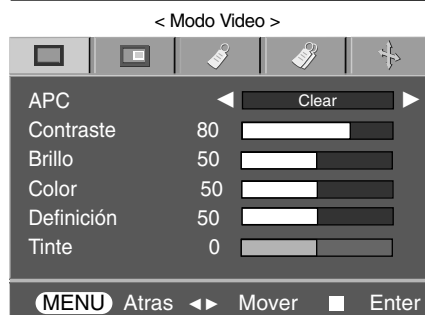 < Modo Video >
APC Clear
Contraste 80
Brillo 50
Color 50
Definición 50
Tinte 0
MENU Atras Mover Enter